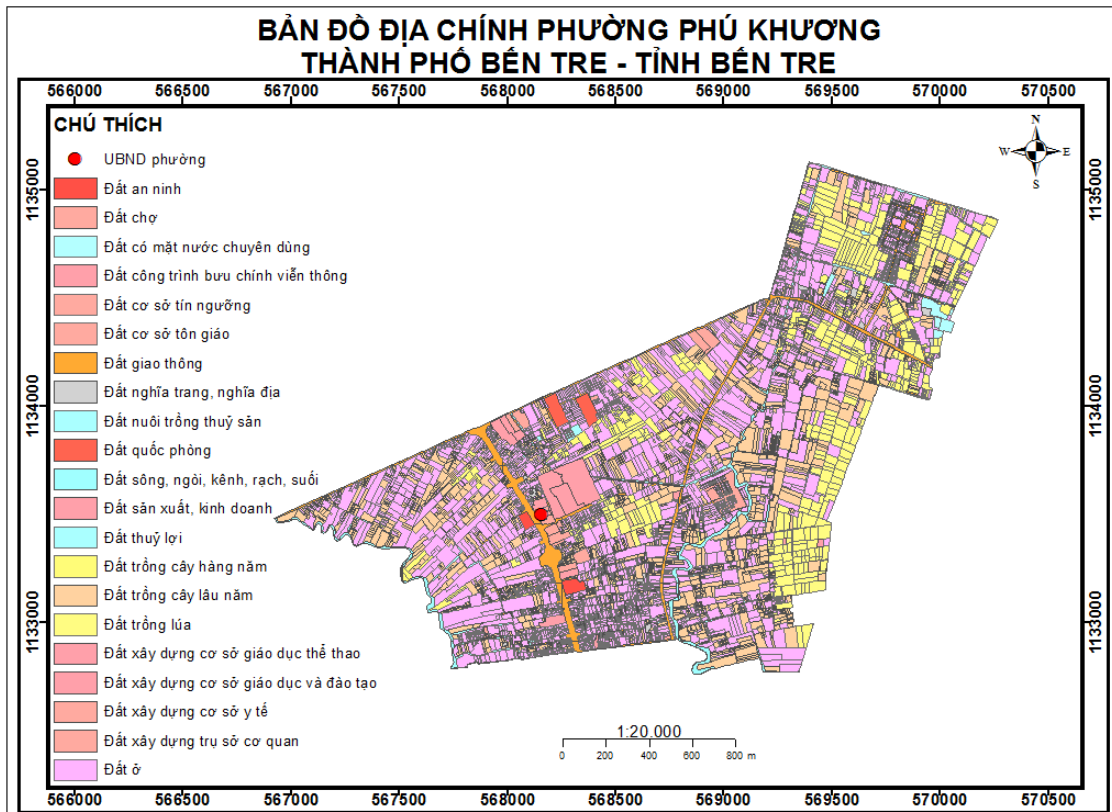 BẢN ĐỒ ĐỊA CHÍNH PHƯỜNG PHÚ KHƯƠNG
THÀNH PHỐ BẾN TRE - TỈNH BẾN TRE
566000 566500 567000 567500 568000 568500 569000 569500 570000 570500
CHÚ THÍCH
UBND phường
Đất an ninh
Đất chợ
Đất có mặt nước chuyên dùng
Đất công trình bưu chính viễn thông
Đất cơ sở tín ngưỡng
Đất cơ sở tôn giáo
Đất giao thông
Đất nghĩa trang, nghĩa địa
Đất nuôi trồng thuỷ sản
Đất quốc phòng
Đất sông, ngòi, kênh, rạch, suối
Đất sản xuất, kinh doanh
Đất thuỷ lợi
Đất trồng cây hàng năm
Đất trồng cây lâu năm
Đất trồng lúa
Đất xây dựng cơ sở giáo dục thể thao
Đất xây dựng cơ sở giáo dục và đào tạo
Đất xây dựng cơ sở y tế
Đất xây dựng trụ sở cơ quan
Đất ở
N
W E
S
1135000
1134000
1133000
1135000
1134000
1133000
1:20.000
0 200 400 600 800 m
566000 566500 567000 567500 568000 568500 569000 569500 570000 570500